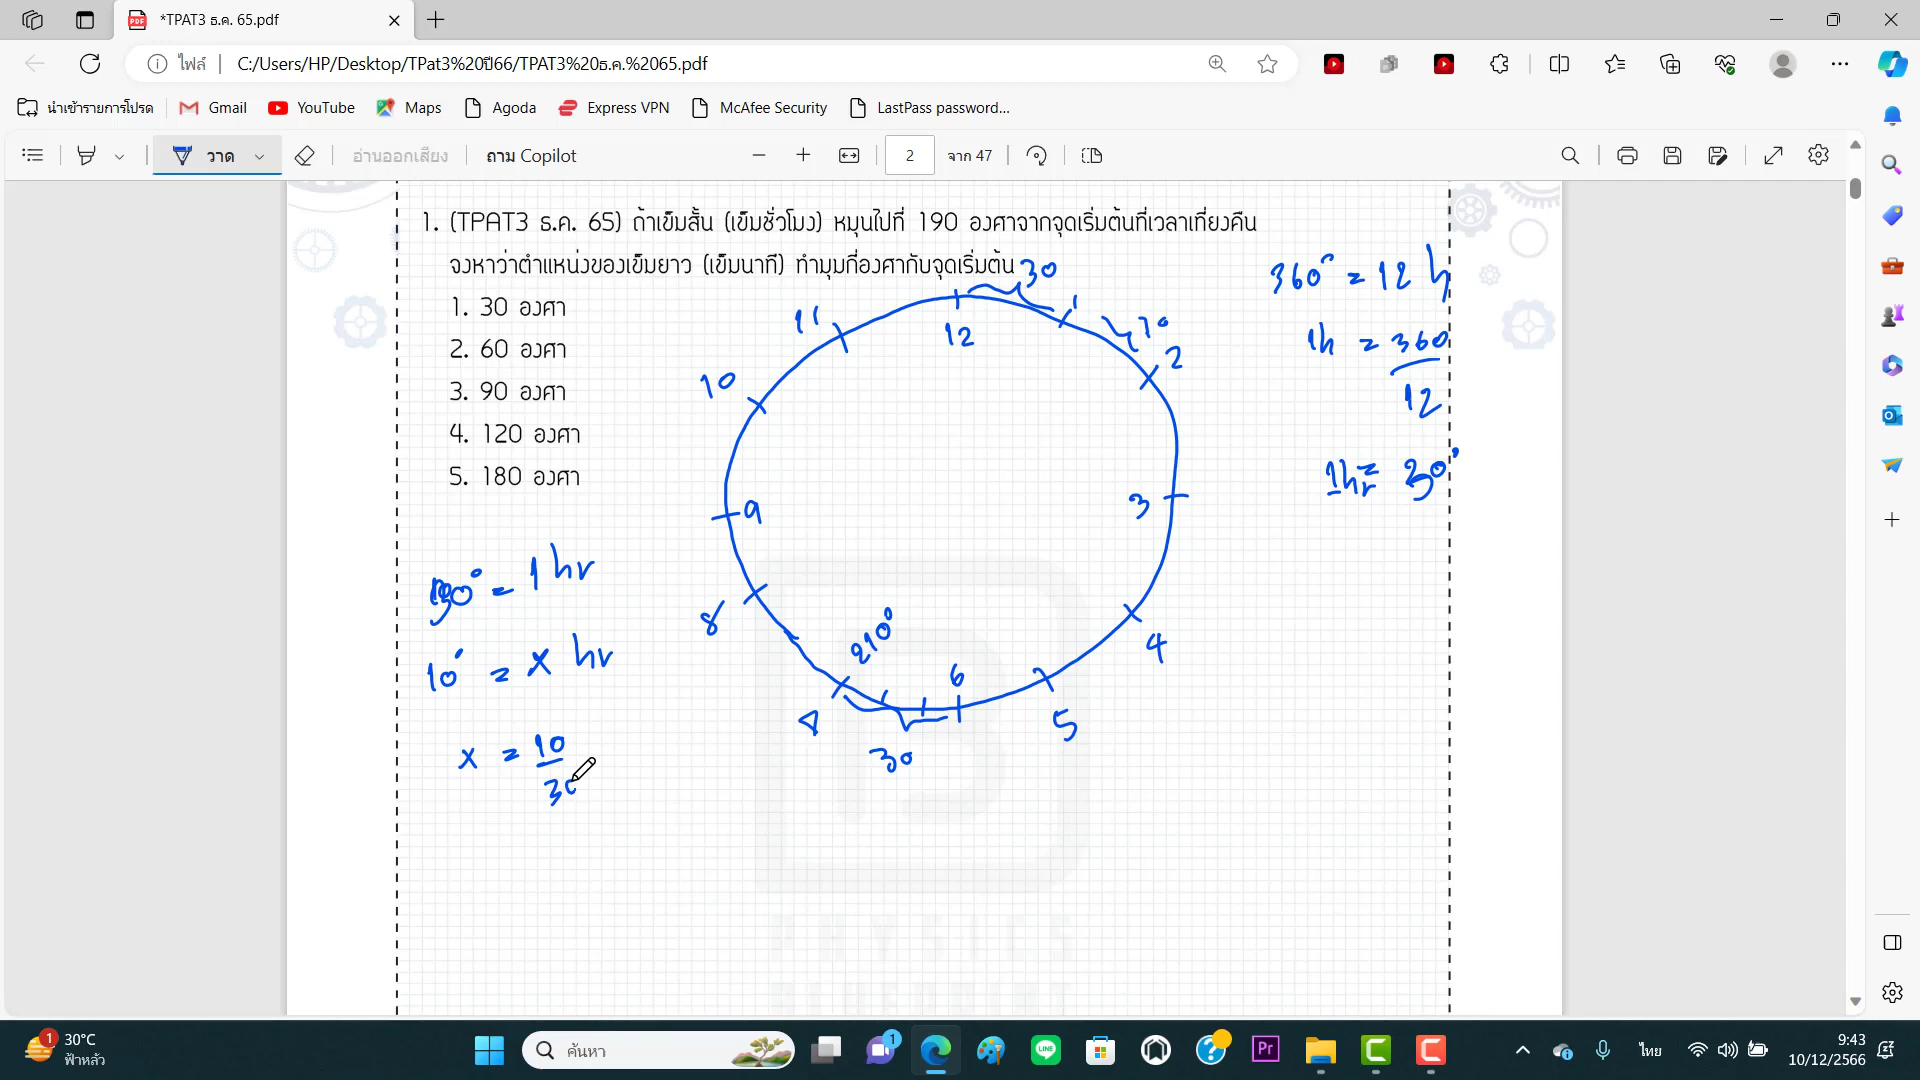 *TPAT3 ธ.ค. 65.pdf
ไฟล์
C:/Users/HP/Desktop/TPat3%20ปี66/TPAT3%20ธ.ค.%2065.pdf
นำเข้ารายการโปรด
Gmail
YouTube
Maps
Agoda
Express VPN
McAfee Security
LastPass password...
วาด
อ่านออกเสียง
ถาม Copilot
2
จาก 47
1. (TPAT3 ธ.ค. 65) ถ้าเข็มสั้น (เข็มชั่วโมง) หมุนไปที่ 190 องศาจากจุดเริ่มต้นที่เวลาเที่ยงคืน
จงหาว่าตำแหน่งของเข็มยาว (เข็มนาที) ทำมุมกี่องศากับจุดเริ่มต้น
1. 30 องศา
2. 60 องศา
3. 90 องศา
4. 120 องศา
5. 180 องศา
30
360° = 12 h
1h = 360
12
1hr = 30°
12
1
2
3
4
5
6
8
9
10
11
210°
30
30° = 1 hr
10° = x hr
x = 10
30
PHYSICS
30°C
ฟ้าหลัว
1
ค้นหา
1
LINE
Pr
ไทย
9:43
10/12/2566